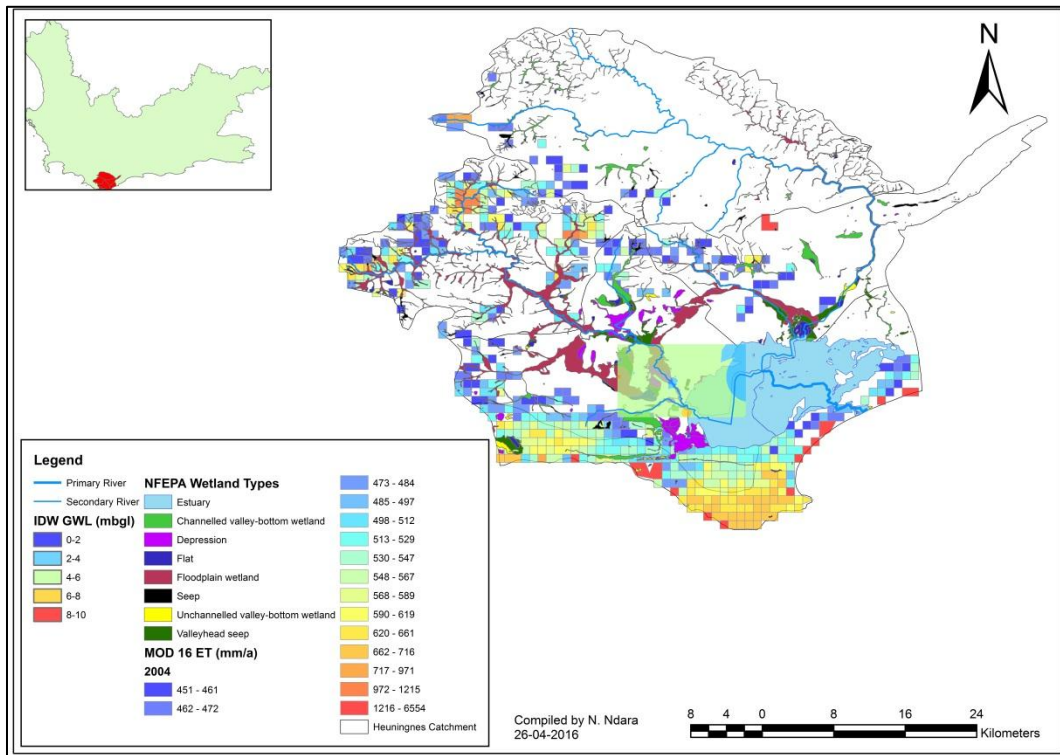 N
Legend
Primary River
Secondary River
IDW GWL (mbgl)
0-2
2-4
4-6
6-8
8-10
NFEPA Wetland Types
Estuary
Channelled valley-bottom wetland
Depression
Flat
Floodplain wetland
Seep
Unchannelled valley-bottom wetland
Valleyhead seep
MOD 16 ET (mm/a)
2004
451 - 461
462 - 472
473 - 484
485 - 497
498 - 512
513 - 529
530 - 547
548 - 567
568 - 589
590 - 619
620 - 661
662 - 716
717 - 971
972 - 1215
1216 - 6554
Heuningnes Catchment
Compiled by N. Ndara
26-04-2016
8 4 0 8 16 24
Kilometers